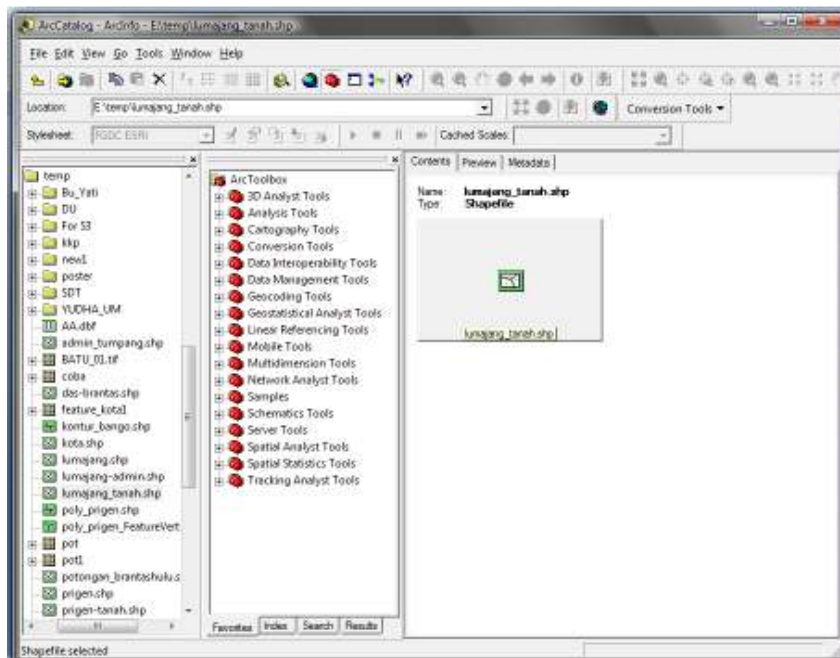 ArcCatalog - ArcInfo - E:\temp\lumajang_tanah.shp
File Edit View Go Tools Window Help
Location: E:\temp\lumajang_tanah.shp
Conversion Tools
Stylesheet: FGDC ESRI
Cached Scales:
temp
Bu_Yati
DU
For S3
kkp
new1
poster
SDT
YUDHA_UM
AA.dbf
admin_tumpang.shp
BATU_01.tif
coba
das-brantas.shp
feature_kota1
kontur_bango.shp
kota.shp
lumajang.shp
lumajang-admin.shp
lumajang_tanah.shp
poly_prigen.shp
poly_prigen_FeatureVert
pot
pot1
potongan_brantashulu.s
prigen.shp
prigen-tanah.shp
ArcToolbox
3D Analyst Tools
Analysis Tools
Cartography Tools
Conversion Tools
Data Interoperability Tools
Data Management Tools
Geocoding Tools
Geostatistical Analyst Tools
Linear Referencing Tools
Mobile Tools
Multidimension Tools
Network Analyst Tools
Samples
Schematics Tools
Server Tools
Spatial Analyst Tools
Spatial Statistics Tools
Tracking Analyst Tools
Favorites Index Search Results
Contents Preview Metadata
Name: lumajang_tanah.shp
Type: Shapefile
lumajang_tanah.shp
Shapefile selected